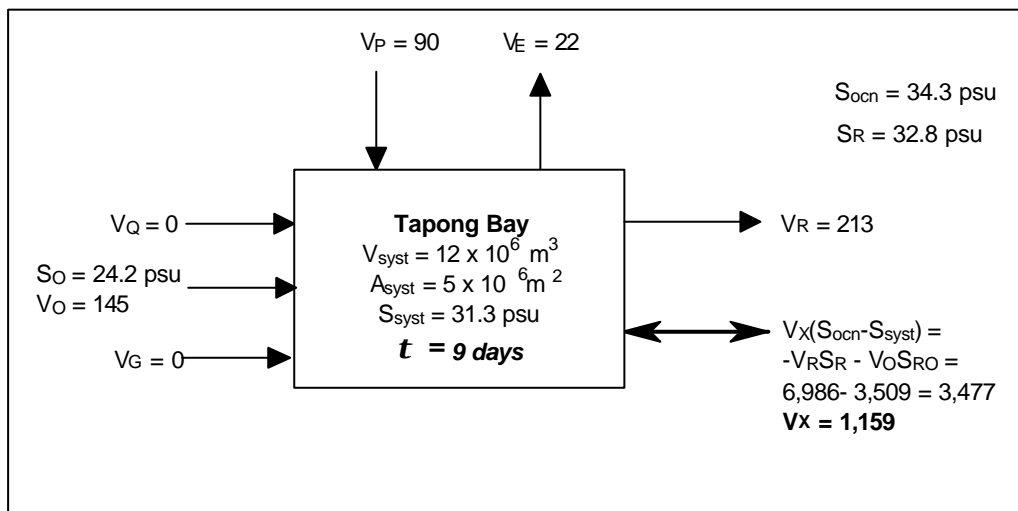 VP = 90
VE = 22
Socn = 34.3 psu
SR = 32.8 psu
Tapong Bay
Vsyst = 12 x 10^6 m^3
Asyst = 5 x 10^6 m^2
Ssyst = 31.3 psu
t = 9 days
VQ = 0
SO = 24.2 psu
VO = 145
VG = 0
VR = 213
VX(Socn-Ssyst) =
-VRSR - VOSRO =
6,986- 3,509 = 3,477
VX = 1,159